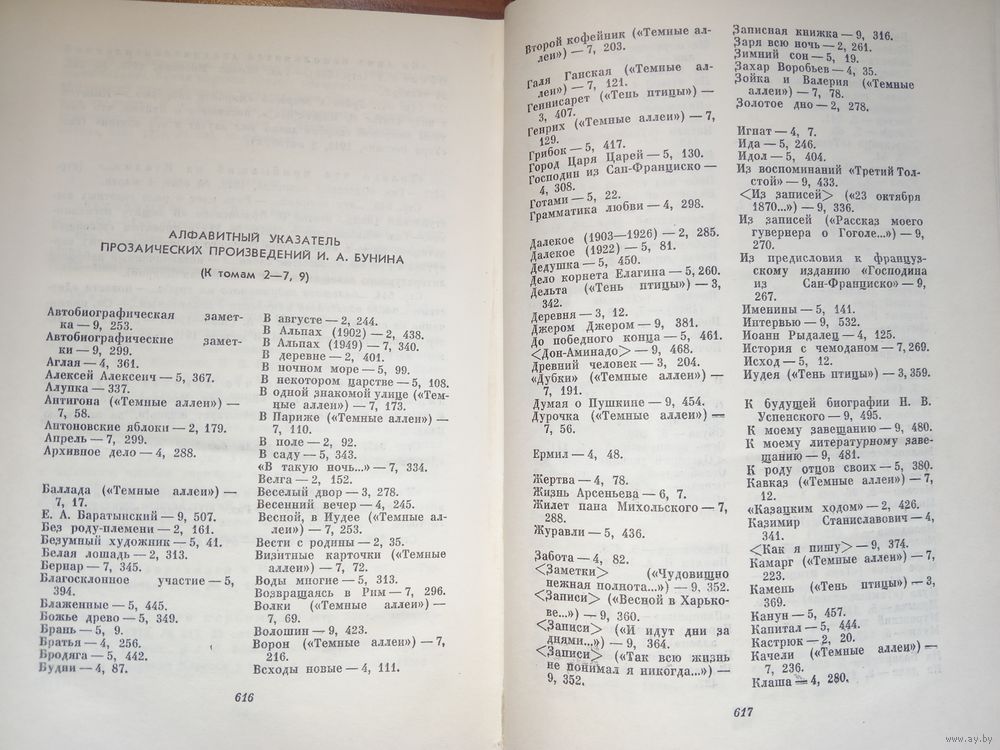 АЛФАВИТНЫЙ УКАЗАТЕЛЬ
ПРОЗАИЧЕСКИХ ПРОИЗВЕДЕНИЙ И. А. БУНИНА
(К томам 2—7, 9)
Автобиографическая замет-
ка — 9, 253.
Автобиографические замет-
ки — 9, 299.
Аглая — 4, 361.
Алексей Алексеич — 5, 367.
Алупка — 337.
Антигона («Темные аллеи») —
7, 58.
Антоновские яблоки — 2, 179.
Апрель — 7, 299.
Архивное дело — 4, 288.
Баллада («Темные аллеи») —
7, 17.
Е. А. Баратынский — 9, 507.
Без роду-племени — 2, 161.
Безумный художник — 5, 41.
Белая лошадь — 2, 313.
Бернар — 7, 345.
Благосклонное участие — 5,
394.
Блаженные — 5, 445.
Божье древо — 5, 349.
Брань — 5, 9.
Братья — 4, 256.
Бродяга — 5, 442.
Будни — 4, 87.
В августе — 2, 244.
В Альпах (1902) — 2, 438.
В Альпах (1949) — 7, 340.
В деревне — 2, 401.
В ночном море — 5, 99.
В некотором царстве — 5, 108.
В одной знакомой улице («Тем-
ные аллеи») — 7, 173.
В Париже («Темные аллеи») —
7, 110.
В поле — 2, 92.
В саду — 5, 343.
«В такую ночь...» — 7, 334.
Велга — 2, 152.
Веселый двор — 3, 278.
Весенний вечер — 4, 245.
Весной, в Иудее («Темные ал-
леи») — 7, 253.
Вести с родины — 2, 35.
Визитные карточки («Темные
аллеи») — 7, 72.
Воды многие — 5, 313.
Возвращаясь в Рим — 7, 296.
Волки («Темные аллеи») —
7, 69.
Волошин — 9, 423.
Ворон («Темные аллеи») — 7,
216.
Всходы новые — 4, 111.
616
Второй кофейник («Темные ал-
леи») — 7, 203.
Галя Ганская («Темные ал-
леи») — 7, 121.
Геннисарет («Тень птицы») —
3, 407.
Генрих («Темные аллеи») — 7,
129.
Грибок — 5, 417.
Город Царя Царей — 5, 130.
Господин из Сан-Франциско —
4, 308.
Готами — 5, 22.
Грамматика любви — 4, 298.
Далекое (1903—1926) — 2, 285.
Далекое (1922) — 5, 81.
Дедушка — 5, 450.
Дело корнета Елагина — 5, 260.
Дельта («Тень птицы») — 3,
342.
Деревня — 3, 12.
Джером Джером — 9, 381.
До победного конца — 5, 461.
<Дон-Аминадо> — 9, 468.
Древний человек — 3, 204.
«Дубки» («Темные аллеи») —
7, 191.
Думая о Пушкине — 9, 454.
Дурочка («Темные аллеи») —
7, 56.
Ермил — 4, 48.
Жертва — 4, 78.
Жизнь Арсеньева — 6, 7.
Жилет пана Михольского — 7,
288.
Журавли — 5, 436.
Забота — 4, 82.
<Заметки> («Чудовищно
нежная полнота...») — 9, 352.
<Записи> («Весной в Харько-
ве...») — 9, 360.
<Записи> («И идут дни за
днями...») — 9, 364.
<Записи> («Так всю жизнь
не понимал я никогда...») —
9, 352.
Записная книжка — 9, 316.
Заря всю ночь — 2, 261.
Зимний сон — 5, 19.
Захар Воробьев — 4, 35.
Зойка и Валерия («Темные
аллеи») — 7, 78.
Золотое дно — 2, 278.
Игнат — 4, 7.
Ида — 5, 246.
Идол — 5, 404.
Из воспоминаний «Третий Тол-
стой» — 9, 433.
<Из записей> («23 октября
1870...») — 9, 336.
Из записей («Рассказ моего
гувернера о Гоголе...») — 9,
270.
Из предисловия к француз-
скому изданию «Господина
из Сан-Франциско» — 9,
267.
Именины — 5, 141.
Интервью — 9, 532.
Иоанн Рыдалец — 4, 125.
История с чемоданом — 7, 269.
Исход — 5, 12.
Иудея («Тень птицы») — 3, 359.
К будущей биографии Н. В.
Успенского — 9, 495.
К моему завещанию — 9, 480.
К моему литературному заве-
щанию — 9, 481.
К роду отцов своих — 5, 380.
Кавказ («Темные аллеи») — 7,
12.
«Казацким ходом» — 2, 426.
Казимир Станиславович — 4,
341.
<Как я пишу> — 9, 374.
Камарг («Темные аллеи») — 7,
223.
Камень («Тень птицы») — 3,
369.
Канун — 5, 457.
Капитал — 5, 444.
Кастрюк — 2, 20.
Качели («Темные аллеи») —
7, 236.
Клаша — 4, 280.
617
www.ay.by